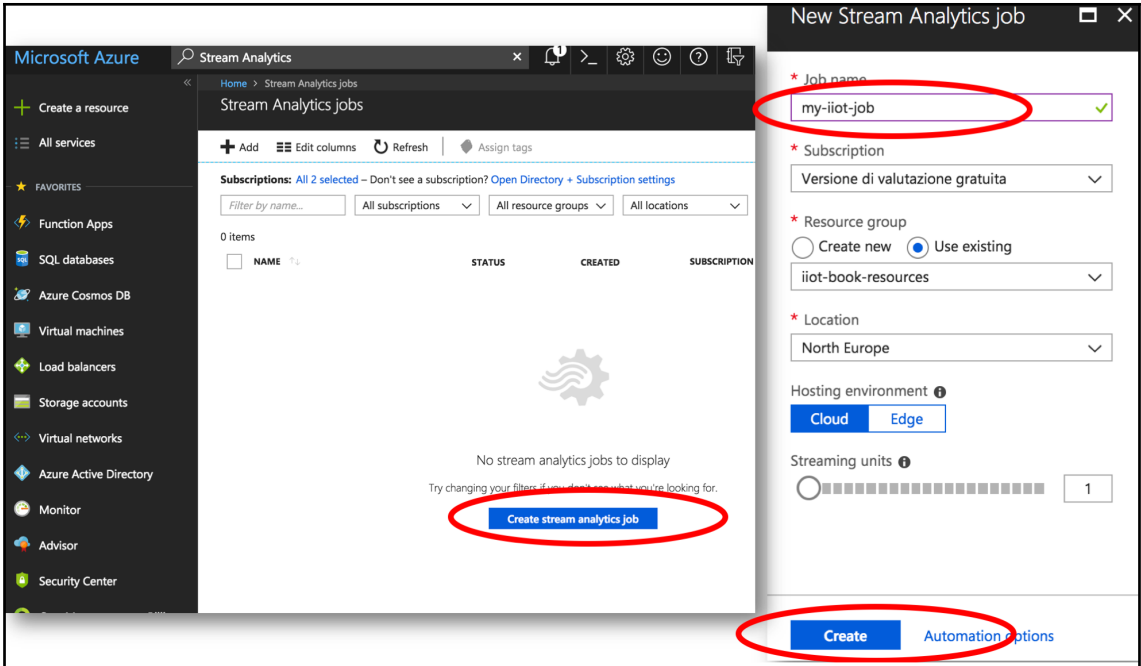 Microsoft Azure
Stream Analytics
1
Home > Stream Analytics jobs
Stream Analytics jobs
Create a resource
All services
FAVORITES
Function Apps
SQL databases
Azure Cosmos DB
Virtual machines
Load balancers
Storage accounts
Virtual networks
Azure Active Directory
Monitor
Advisor
Security Center
Add Edit columns Refresh Assign tags
Subscriptions: All 2 selected – Don't see a subscription? Open Directory + Subscription settings
Filter by name... All subscriptions All resource groups All locations
0 items
NAME STATUS CREATED SUBSCRIPTION
No stream analytics jobs to display
Try changing your filters if you don't see what you're looking for.
Create stream analytics job
New Stream Analytics job
* Job name
my-iiot-job
* Subscription
Versione di valutazione gratuita
* Resource group
Create new Use existing
iiot-book-resources
* Location
North Europe
Hosting environment
Cloud Edge
Streaming units
1
Create Automation options